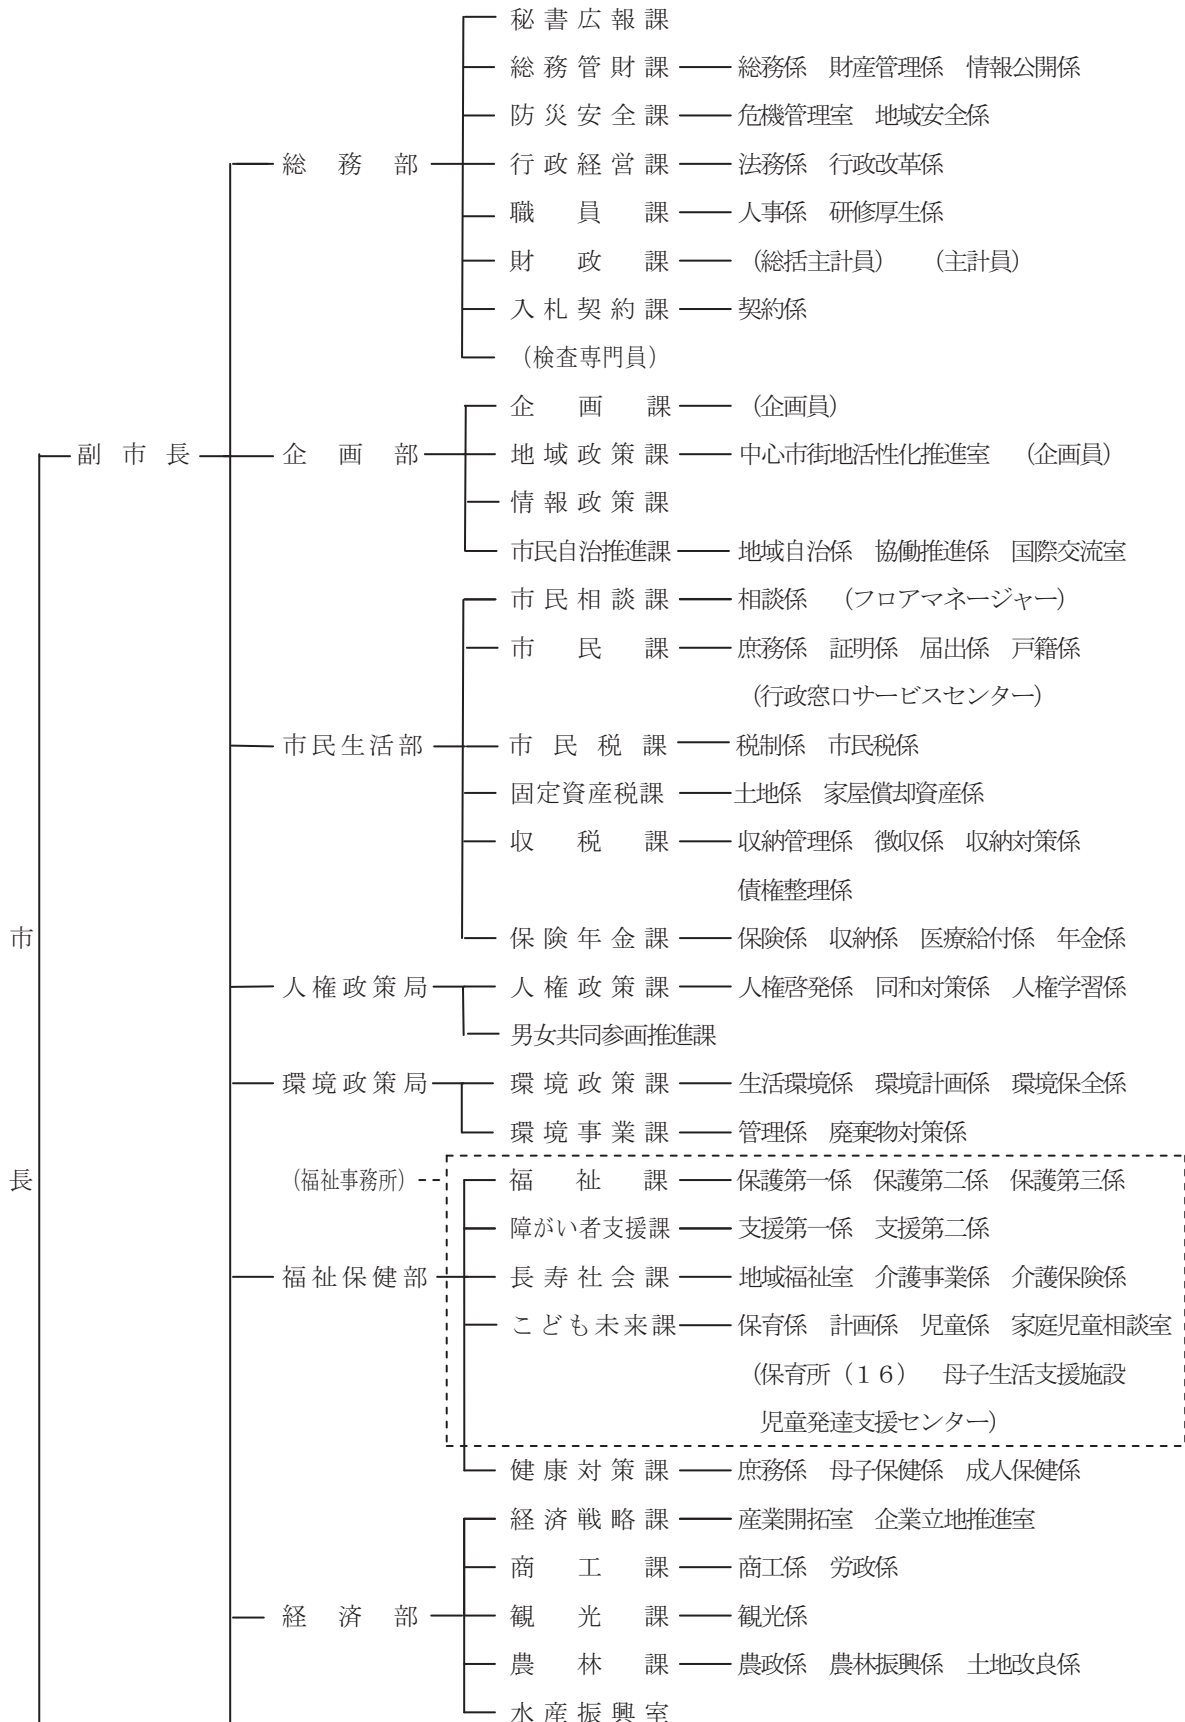 秘書広報課
総務管財課 総務係 財産管理係 情報公開係
防災安全課 危機管理室 地域安全係
総務部 行政経営課 法務係 行政改革係
職員課 人事係 研修厚生係
財政課 (総括主計員) (主計員)
入札契約課 契約係
(検査専門員)
企画課 (企画員)
副市長 企画部 地域政策課 中心市街地活性化推進室 (企画員)
情報政策課
市民自治推進課 地域自治係 協働推進係 国際交流室
市民相談課 相談係 (フロアマネージャー)
市民課 庶務係 証明係 届出係 戸籍係
(行政窓口サービスセンター)
市民生活部 市民税課 税制係 市民税係
固定資産税課 土地係 家屋償却資産係
収税課 収納管理係 徴収係 収納対策係
債権整理係
市長
保険年金課 保険係 収納係 医療給付係 年金係
人権政策局 人権政策課 人権啓発係 同和対策係 人権学習係
男女共同参画推進課
環境政策局 環境政策課 生活環境係 環境計画係 環境保全係
環境事業課 管理係 廃棄物対策係
(福祉事務所) 福祉課 保護第一係 保護第二係 保護第三係
障がい者支援課 支援第一係 支援第二係
福祉保健部 長寿社会課 地域福祉室 介護事業係 介護保険係
こども未来課 保育係 計画係 児童係 家庭児童相談室
(保育所（１６） 母子生活支援施設
児童発達支援センター)
健康対策課 庶務係 母子保健係 成人保健係
経済戦略課 産業開拓室 企業立地推進室
商工課 商工係 労政係
経済部 観光課 観光係
農林課 農政係 農林振興係 土地改良係
水産振興室